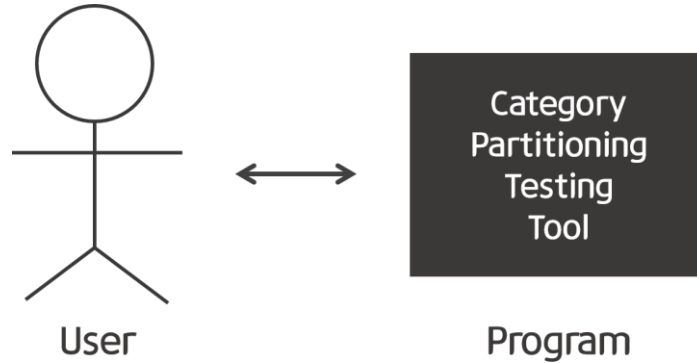 Category
Partitioning
Testing
Tool
User
Program